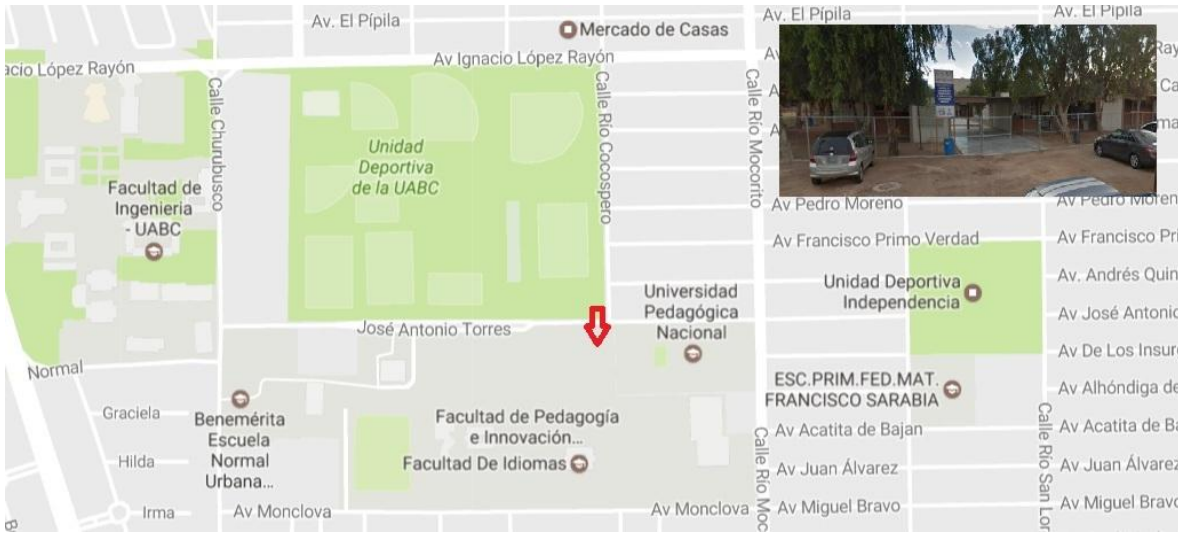 Av. El Pípila
Av. El Pípila
Av. El Pípila
Mercado de Casas
Av Ignacio López Rayón
acio López Rayón
Calle Churubusco
Calle Río Cocospero
Calle Río Mocorito
Unidad
Deportiva
de la UABC
Facultad de
Ingenieria
- UABC
Av Pedro Moreno
Av Pedro Moren
Av Francisco Primo Verdad
Av Francisco Pri
Unidad Deportiva
Independencia
Av. Andrés Quin
Universidad
Pedagógica
Nacional
José Antonio Torres
Av José Antonio
Normal
Av De Los Insur
ESC.PRIM.FED.MAT.
FRANCISCO SARABIA
Av Alhóndiga de
Graciela
Benemérita
Escuela
Normal
Urbana...
Facultad de Pedagogía
e Innovación...
Facultad De Idiomas
Av Acatita de Bajan
Av Acatita de Ba
Hilda
Av Juan Álvarez
Av Juan Álvarez
Calle Río Moc
Calle Río San Lor
Irma
Av Monclova
Av Monclova
Av Miguel Bravo
Av Miguel Bravo